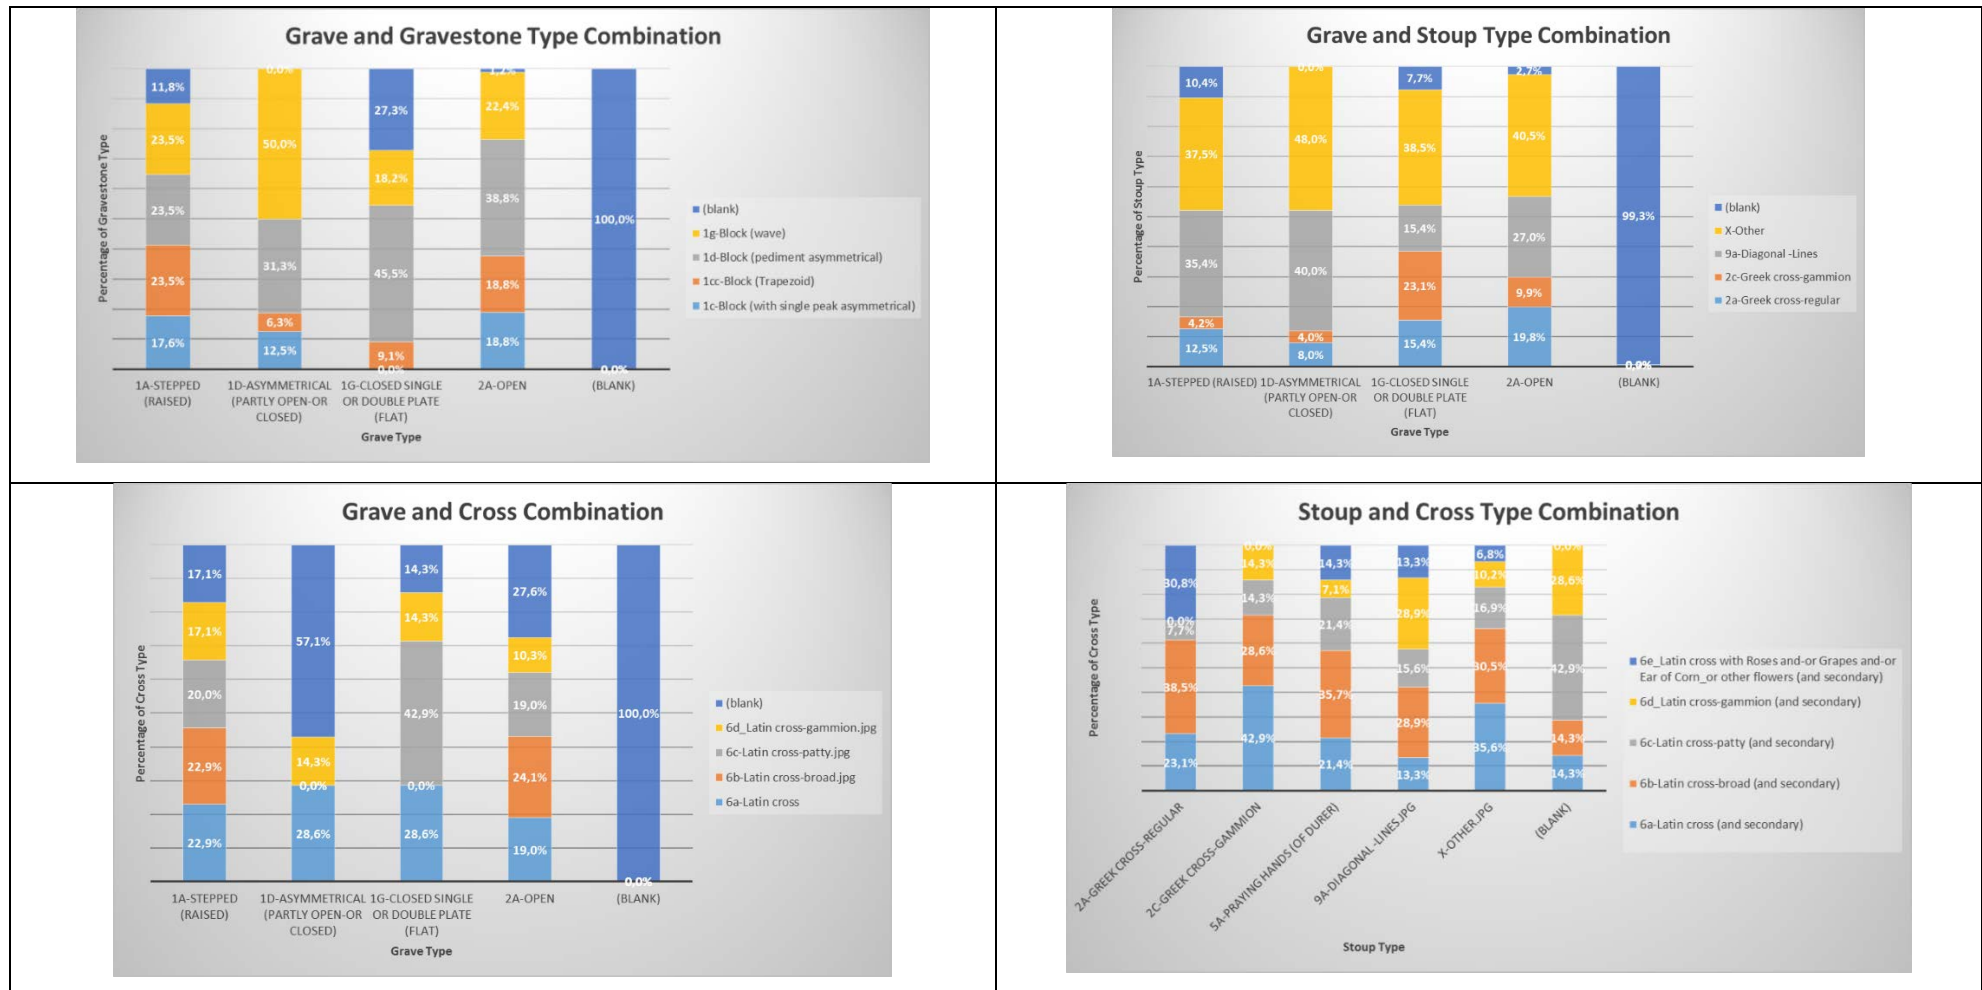 Grave and Gravestone Type Combination
Percentage of Gravestone Type
11,8%
23,5%
23,5%
23,5%
17,6%
0,0%
50,0%
31,3%
6,3%
12,5%
27,3%
18,2%
45,5%
9,1%
0,0%
22,4%
38,8%
18,8%
18,8%
100,0%
0,0%
1A-STEPPED
(RAISED)
1D-ASYMMETRICAL
(PARTLY OPEN-OR
CLOSED)
1G-CLOSED SINGLE
OR DOUBLE PLATE
(FLAT)
2A-OPEN
(BLANK)
Grave Type
(blank)
1g-Block (wave)
1d-Block (pediment asymmetrical)
1cc-Block (Trapezoid)
1c-Block (with single peak asymmetrical)
Grave and Stoup Type Combination
Percentage of Stoup Type
10,4%
37,5%
35,4%
4,2%
12,5%
0,0%
48,0%
40,0%
4,0%
8,0%
7,7%
38,5%
15,4%
23,1%
15,4%
2,7%
40,5%
27,0%
9,9%
19,8%
99,3%
1A-STEPPED (RAISED)
1D-ASYMMETRICAL
(PARTLY OPEN-OR
CLOSED)
1G-CLOSED SINGLE
OR DOUBLE PLATE
(FLAT)
2A-OPEN
(BLANK)
Grave Type
(blank)
X-Other
9a-Diagonal -Lines
2c-Greek cross-gammion
2a-Greek cross-regular
Grave and Cross Combination
Percentage of Cross Type
17,1%
17,1%
20,0%
22,9%
22,9%
57,1%
14,3%
0,0%
28,6%
14,3%
14,3%
42,9%
0,0%
28,6%
27,6%
10,3%
19,0%
24,1%
19,0%
100,0%
0,0%
1A-STEPPED
(RAISED)
1D-ASYMMETRICAL
(PARTLY OPEN-OR
CLOSED)
1G-CLOSED SINGLE
OR DOUBLE PLATE
(FLAT)
2A-OPEN
(BLANK)
Grave Type
(blank)
6d_Latin cross-gammion.jpg
6c-Latin cross-patty.jpg
6b-Latin cross-broad.jpg
6a-Latin cross
Stoup and Cross Type Combination
Percentage of Cross Type
30,8%
0,0%
7,7%
38,5%
23,1%
0,0%
14,3%
14,3%
28,6%
42,9%
14,3%
7,1%
21,4%
35,7%
21,4%
13,3%
28,9%
15,6%
28,9%
13,3%
6,8%
10,2%
16,9%
30,5%
35,6%
0,0%
28,6%
42,9%
14,3%
14,3%
2A-GREEK CROSS-REGULAR
2C-GREEK CROSS-GAMMION
5A-PRAYING HANDS (OF DURER)
9A-DIAGONAL -LINES.JPG
X-OTHER.JPG
(BLANK)
Stoup Type
6e_Latin cross with Roses and-or Grapes and-or
Ear of Corn_or other flowers (and secondary)
6d_Latin cross-gammion (and secondary)
6c-Latin cross-patty (and secondary)
6b-Latin cross-broad (and secondary)
6a-Latin cross (and secondary)